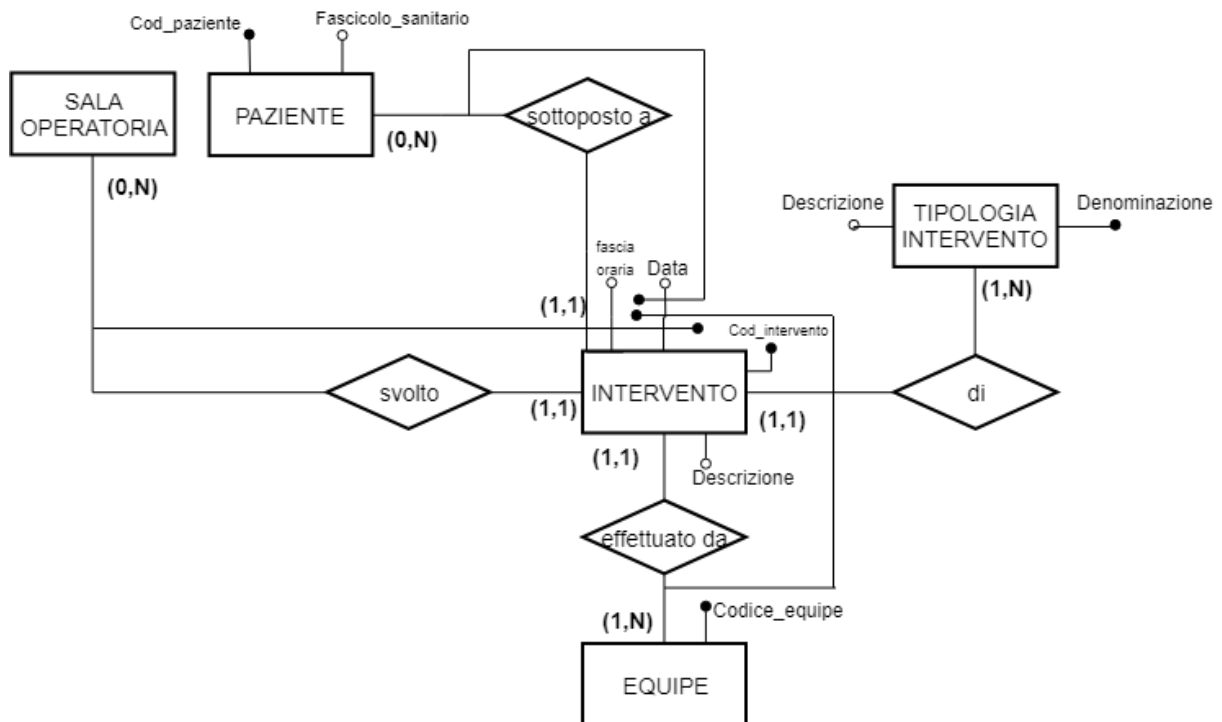 Cod_paziente
Fascicolo_sanitario
SALA
OPERATORIA
PAZIENTE
sottoposto a
(0,N)
(0,N)
Descrizione
TIPOLOGIA
INTERVENTO
Denominazione
fascia
oraria
Data
(1,N)
(1,1)
Cod_intervento
svolto
INTERVENTO
di
(1,1)
(1,1)
(1,1)
Descrizione
effettuato da
(1,N)
Codice_equipe
EQUIPE